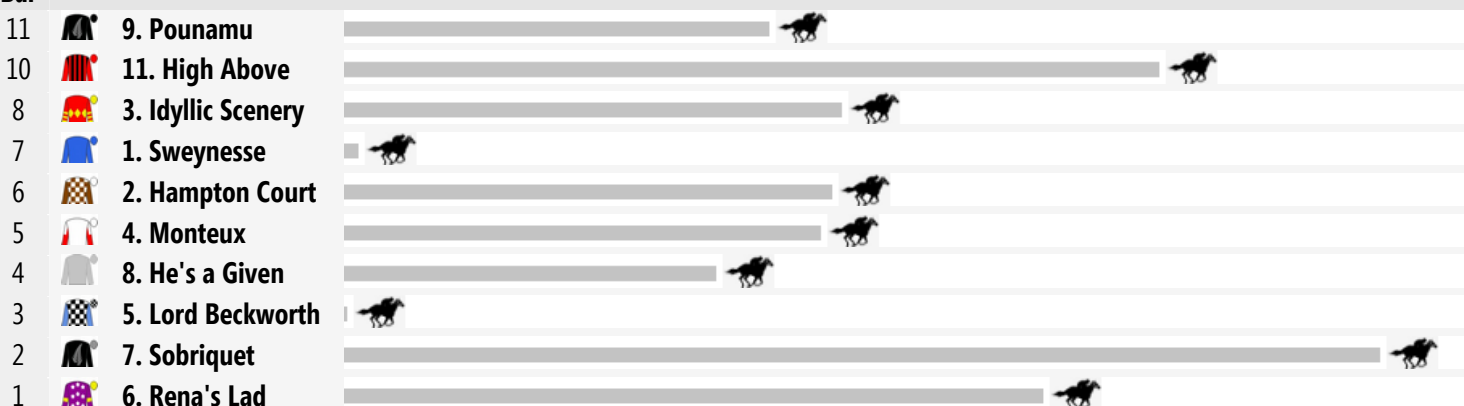 11 9. Pounamu
10 11. High Above
8 3. Idyllic Scenery
7 1. Sweynesse
6 2. Hampton Court
5 4. Monteux
4 8. He's a Given
3 5. Lord Beckworth
2 7. Sobriquet
1 6. Rena's Lad